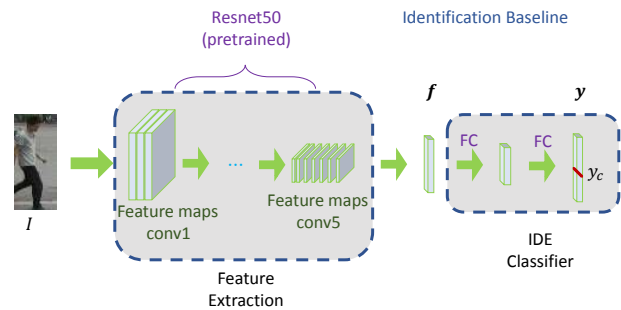 Resnet50
(pretrained)
Identification Baseline
f
y
FC
FC
...
y_c
Feature maps
conv1
Feature maps
conv5
I
Feature
Extraction
IDE
Classifier